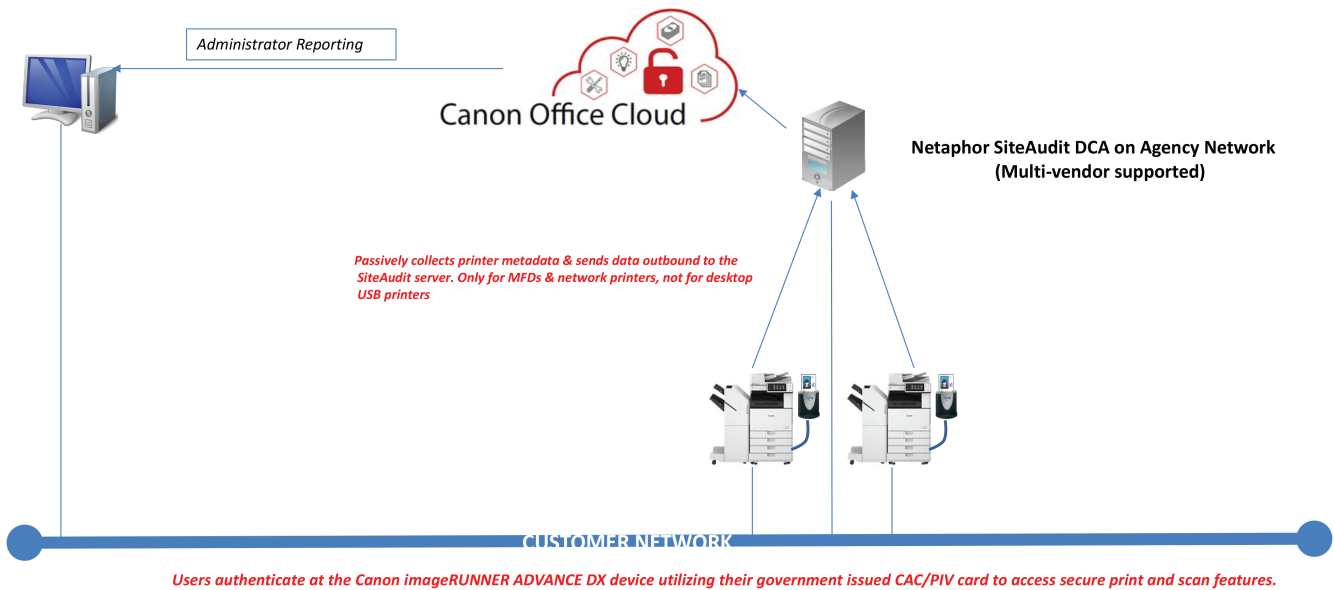 Administrator Reporting
Canon Office Cloud
Netaphor SiteAudit DCA on Agency Network
(Multi-vendor supported)
Passively collects printer metadata & sends data outbound to the
SiteAudit server. Only for MFDs & network printers, not for desktop
USB printers
CUSTOMER NETWORK
Users authenticate at the Canon imageRUNNER ADVANCE DX device utilizing their government issued CAC/PIV card to access secure print and scan features.